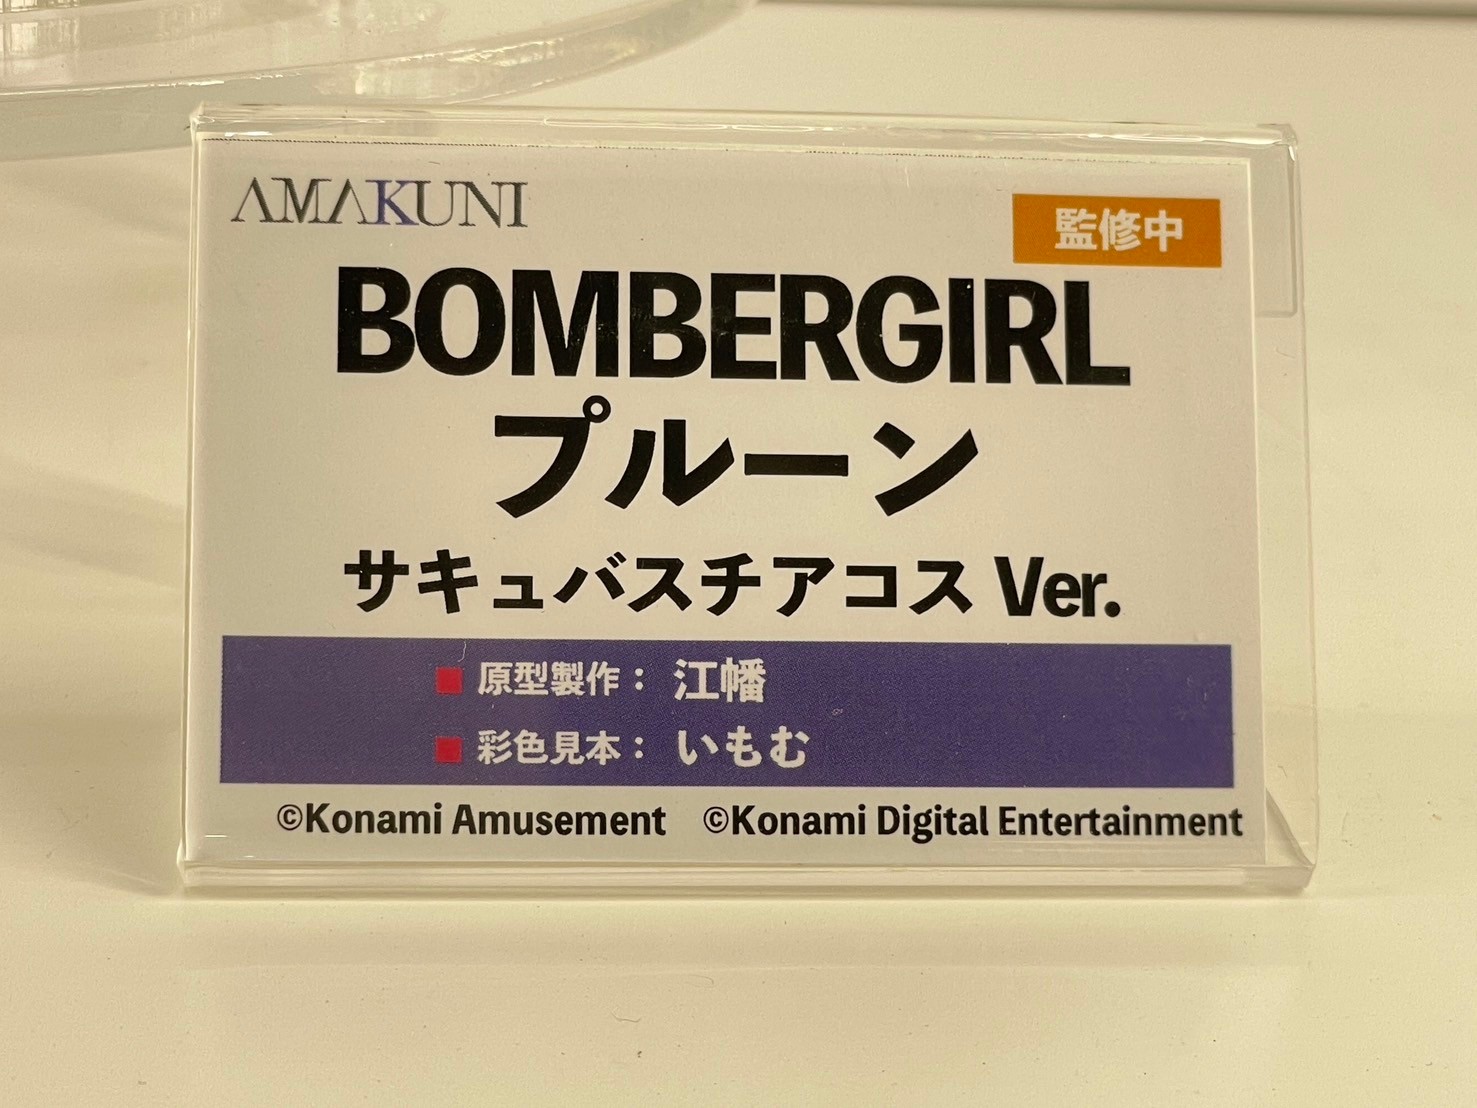 AMAKUNI
監修中
BOMBERGIRL
プルーン
サキュバスチアコス Ver.
■ 原型製作： 江幡
■ 彩色見本： いもむ
©Konami Amusement ©Konami Digital Entertainment